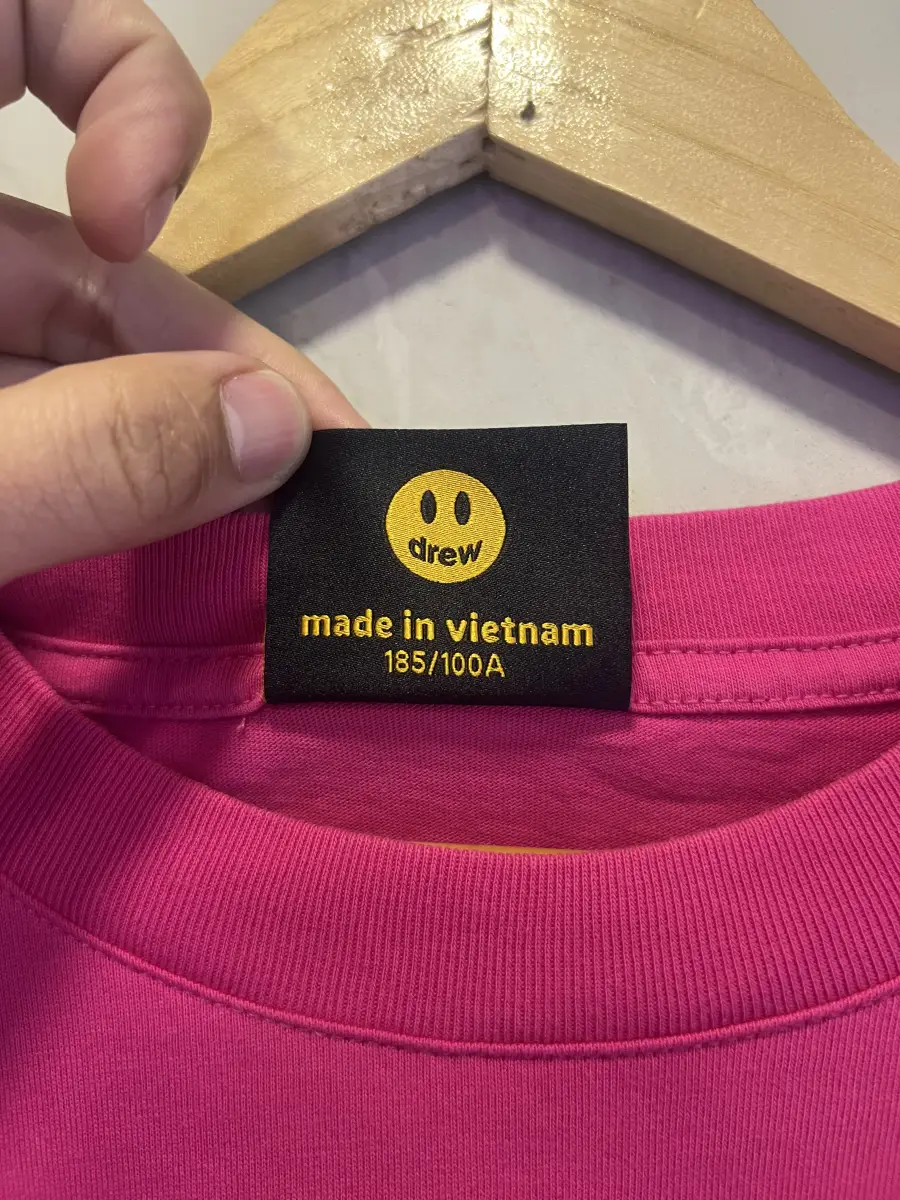 drew
made in vietnam
185/100A